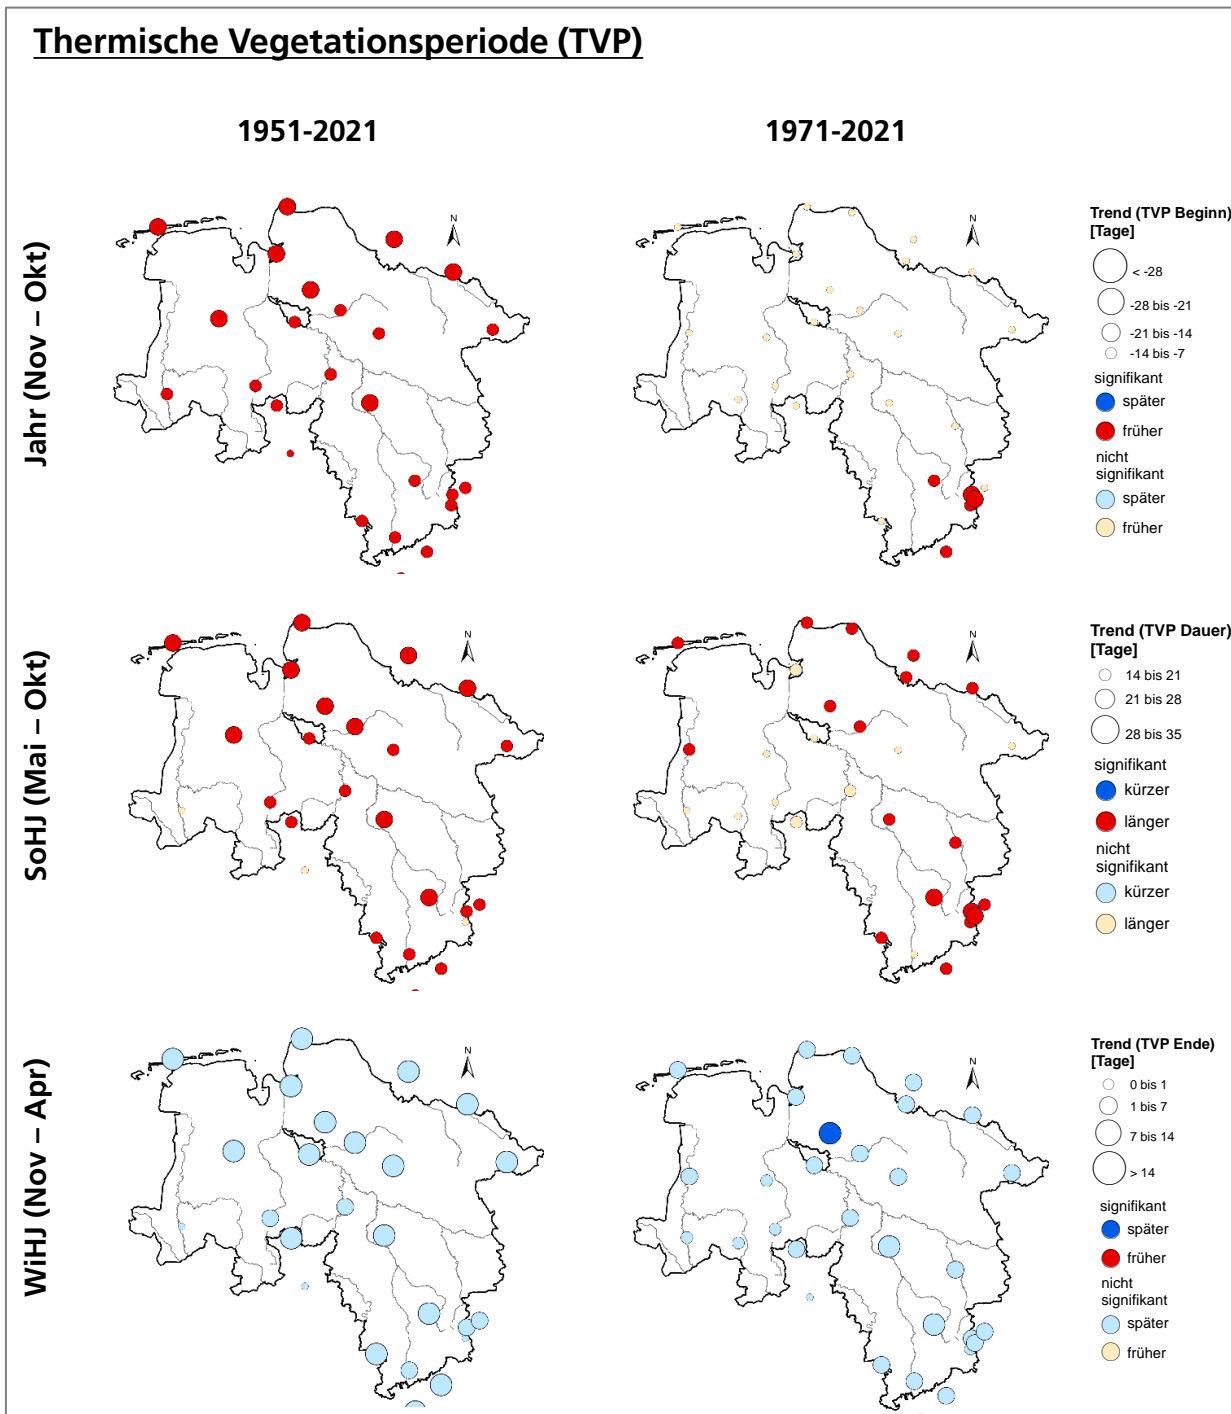 Thermische Vegetationsperiode (TVP)
1951-2021
1971-2021
Jahr (Nov – Okt)
N
N
Trend (TVP Beginn)
[Tage]
< -28
-28 bis -21
-21 bis -14
-14 bis -7
signifikant
später
früher
nicht
signifikant
später
früher
SoHJ (Mai – Okt)
N
N
Trend (TVP Dauer)
[Tage]
14 bis 21
21 bis 28
28 bis 35
signifikant
kürzer
länger
nicht
signifikant
kürzer
länger
WiHJ (Nov – Apr)
N
N
Trend (TVP Ende)
[Tage]
0 bis 1
1 bis 7
7 bis 14
> 14
signifikant
später
früher
nicht
signifikant
später
früher